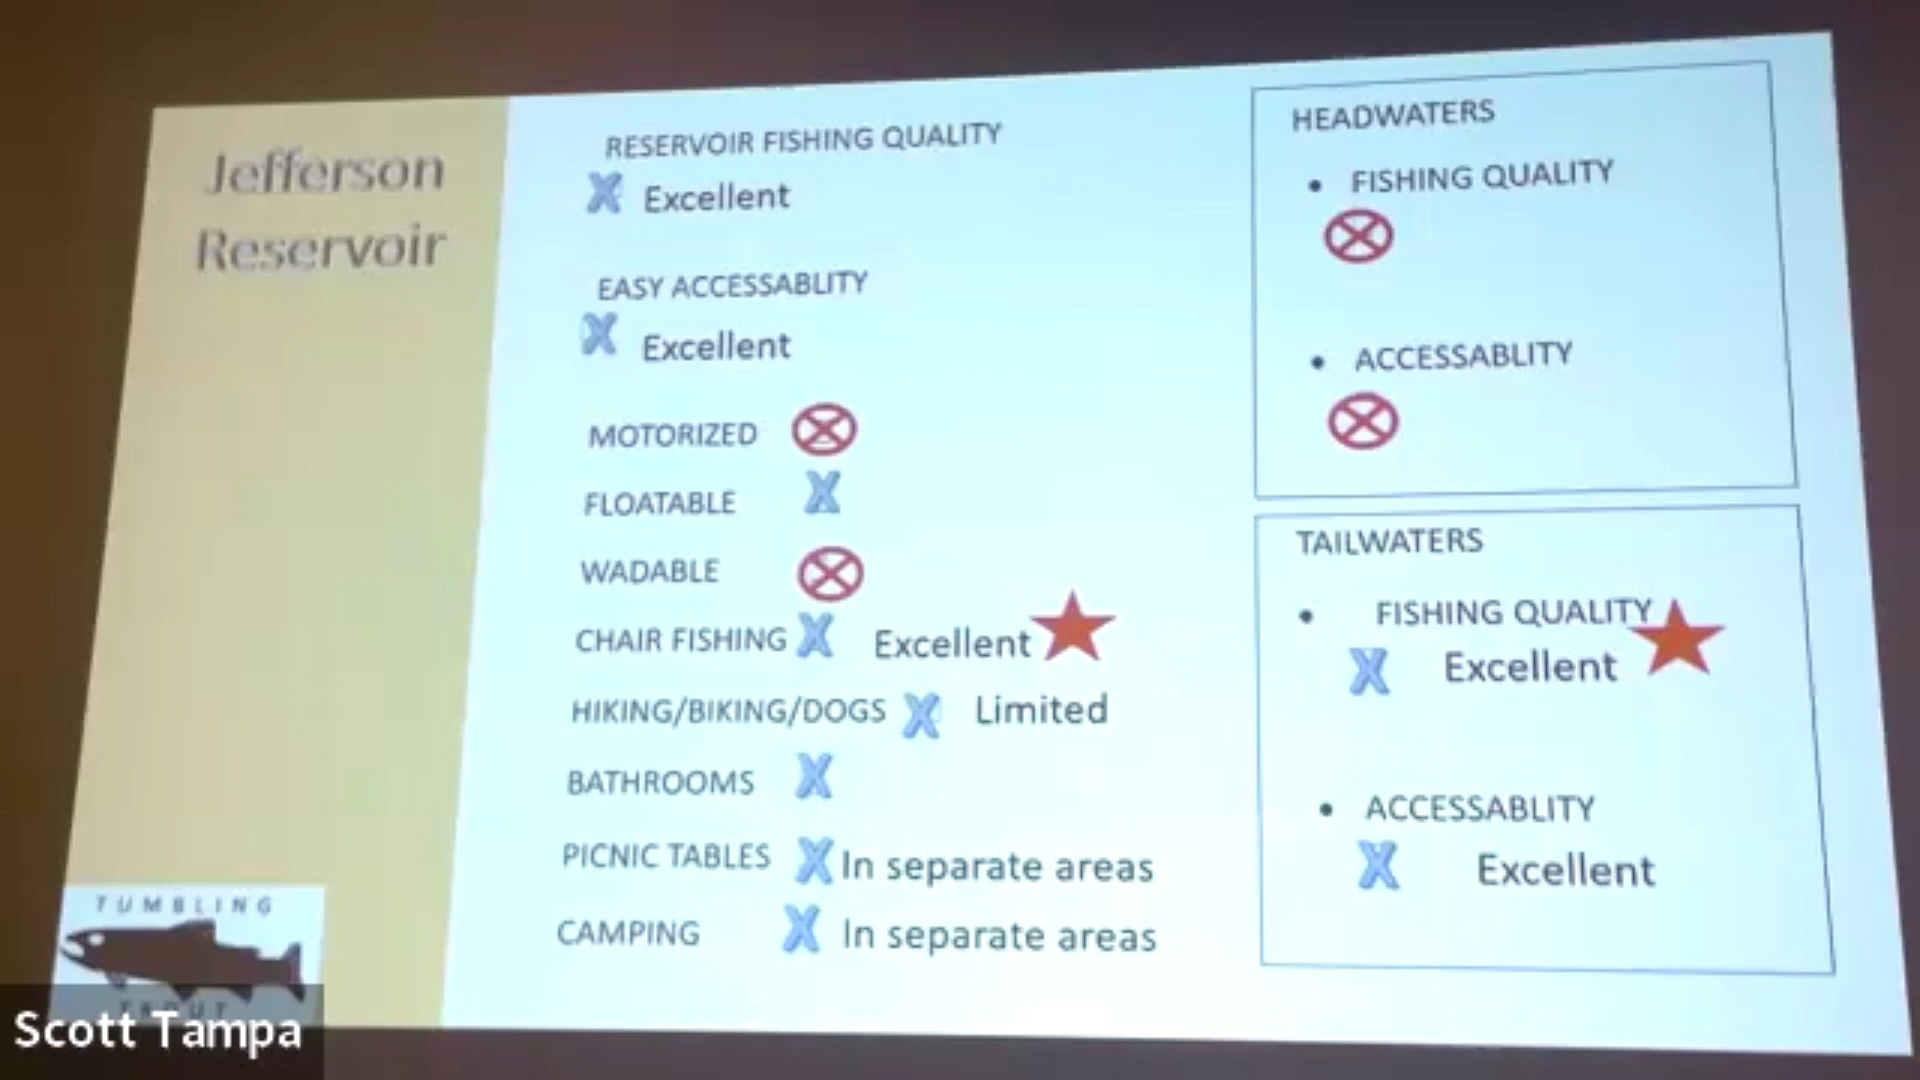 Jefferson
Reservoir
RESERVOIR FISHING QUALITY
X Excellent
EASY ACCESSABLITY
X Excellent
MOTORIZED
FLOATABLE X
WADABLE
CHAIR FISHING X Excellent
HIKING/BIKING/DOGS X Limited
BATHROOMS X
PICNIC TABLES X In separate areas
CAMPING X In separate areas
HEADWATERS
• FISHING QUALITY
• ACCESSABLITY
TAILWATERS
• FISHING QUALITY
X Excellent
• ACCESSABLITY
X Excellent
TUMBLING
TROUT
Scott Tampa